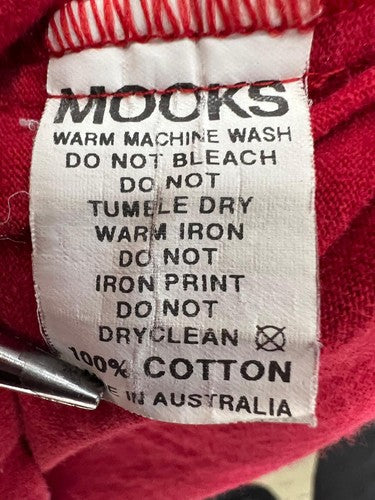 MOOKS
WARM MACHINE WASH
DO NOT BLEACH
DO NOT
TUMBLE DRY
WARM IRON
DO NOT
IRON PRINT
DO NOT
DRYCLEAN
100% COTTON
IN AUSTRALIA